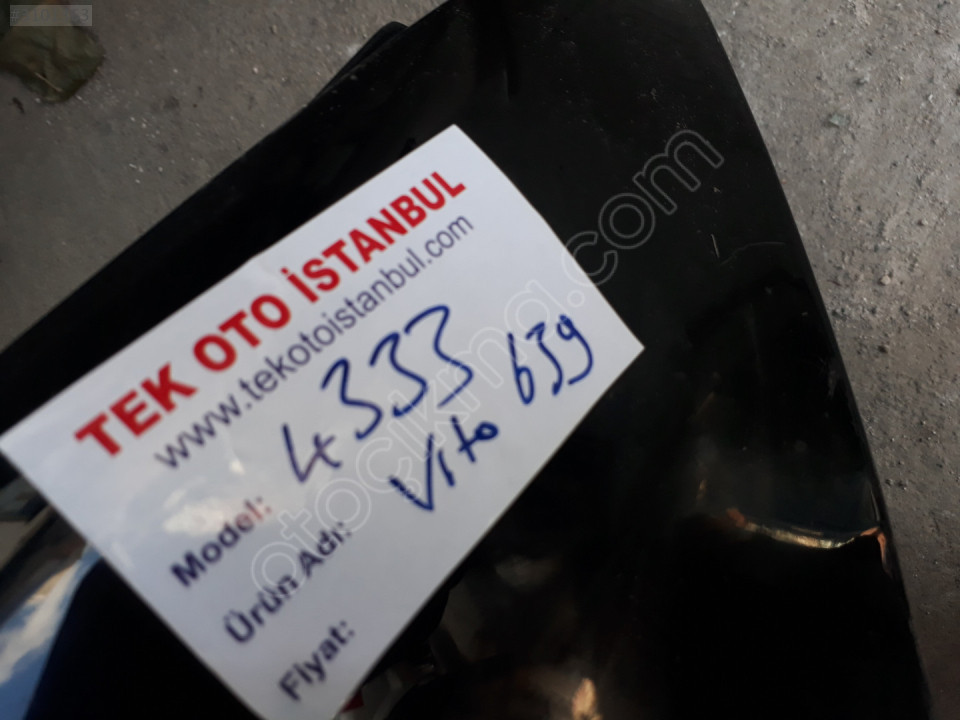 TEK OTO İSTANBUL
www.tekotoistanbul.com
Model: 4333
Ürün Adı: Vito 639
Fiyat:
otocikma.com